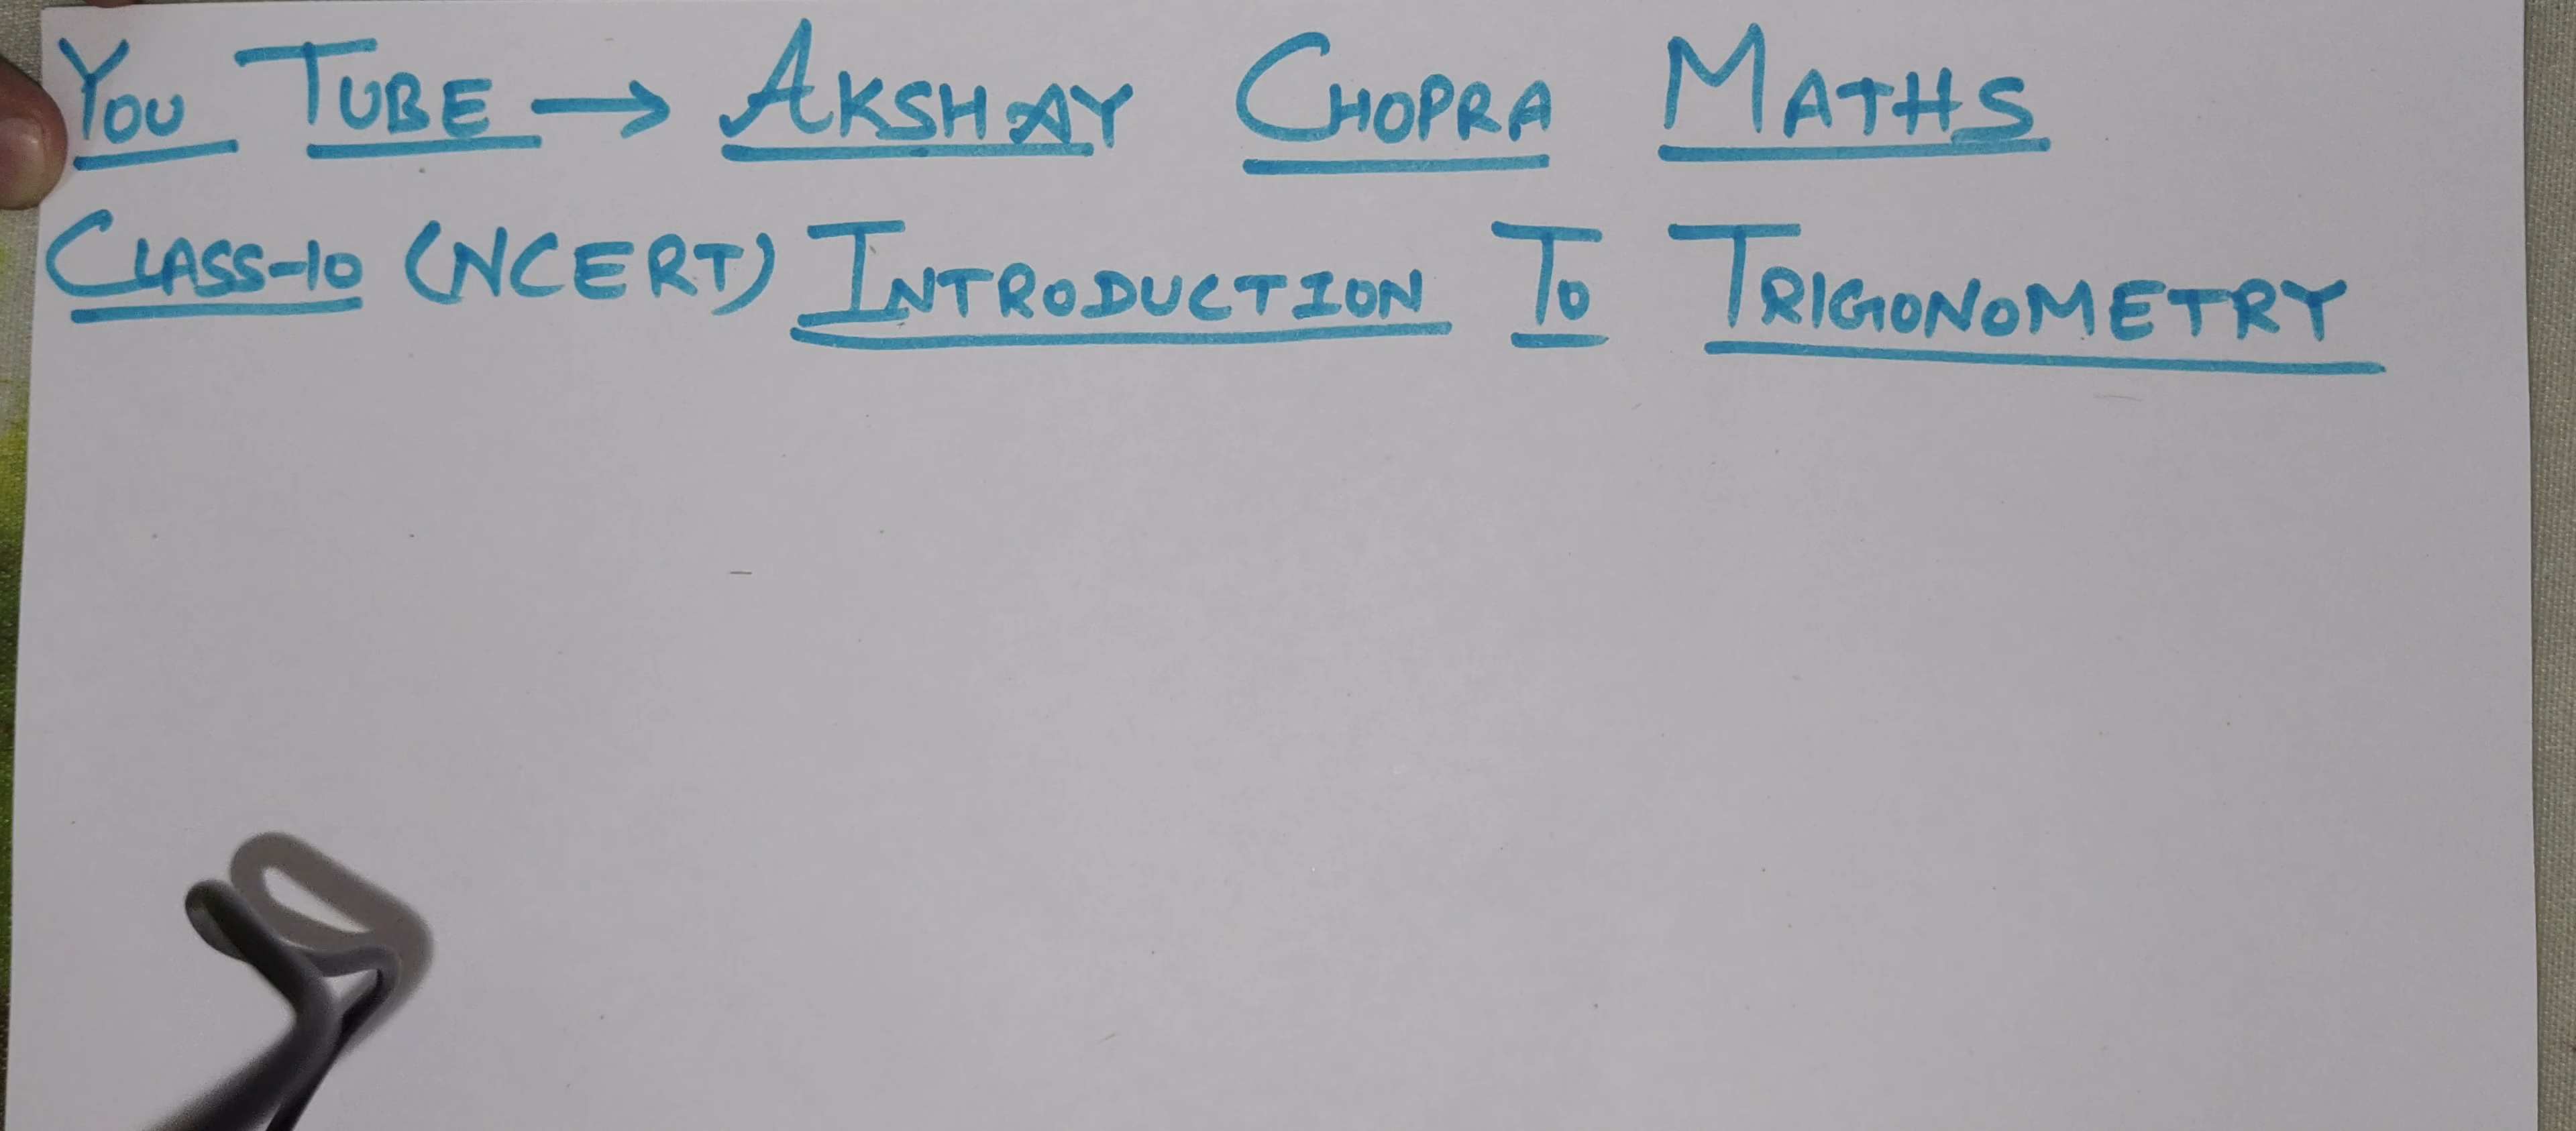 YOU TUBE → AKSHAY CHOPRA MATHS
CLASS-10 (NCERT) INTRODUCTION TO TRIGONOMETRY